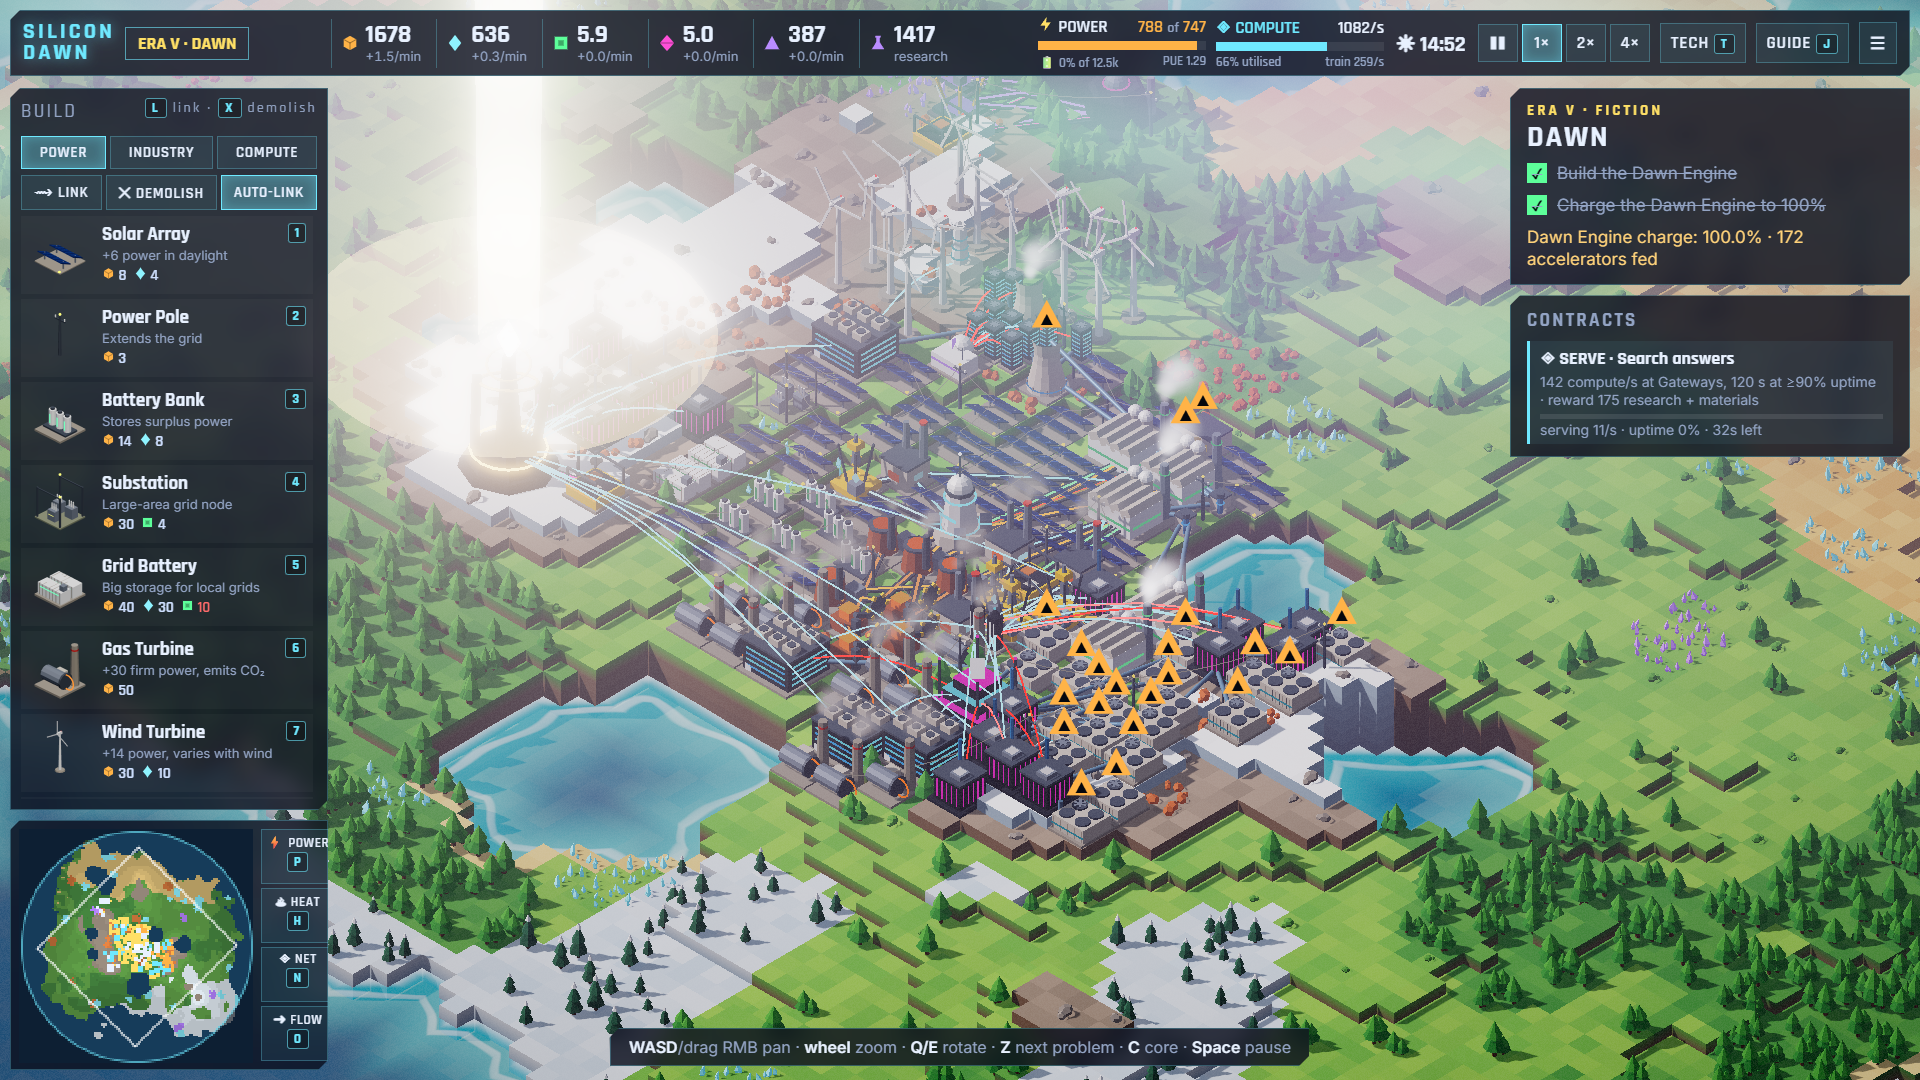 SILICON DAWN
ERA V · DAWN
1678
+1.5/min
636
+0.3/min
5.9
+0.0/min
5.0
+0.0/min
387
+0.0/min
1417
research
POWER 788 of 747
0% of 12.5k PUE 1.29
COMPUTE 1082/s
66% utilised train 259/s
14:52
1×
2×
4×
TECH T
GUIDE J
BUILD
L link · X demolish
POWER
INDUSTRY
COMPUTE
LINK
DEMOLISH
AUTO-LINK
Solar Array 1
+6 power in daylight
8 4
Power Pole 2
Extends the grid
3
Battery Bank 3
Stores surplus power
14 8
Substation 4
Large-area grid node
30 4
Grid Battery 5
Big storage for local grids
40 30 10
Gas Turbine 6
+30 firm power, emits CO₂
50
Wind Turbine 7
+14 power, varies with wind
30 10
POWER
P
HEAT
H
NET
N
FLOW
O
ERA V · FICTION
DAWN
Build the Dawn Engine
Charge the Dawn Engine to 100%
Dawn Engine charge: 100.0% · 172
accelerators fed
CONTRACTS
SERVE · Search answers
142 compute/s at Gateways, 120 s at ≥90% uptime
· reward 175 research + materials
serving 11/s · uptime 0% · 32s left
WASD/drag RMB pan · wheel zoom · Q/E rotate · Z next problem · C core · Space pause